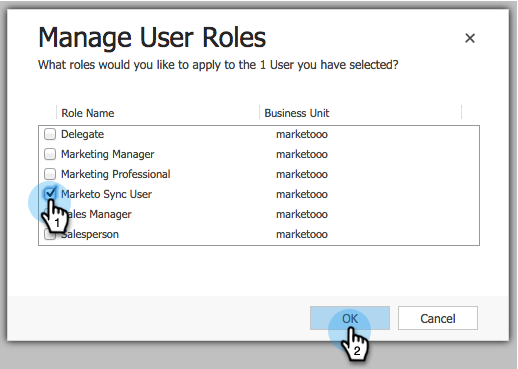 Manage User Roles
What roles would you like to apply to the 1 User you have selected?
Role Name Business Unit
Delegate marketooo
Marketing Manager marketooo
Marketing Professional marketooo
Marketo Sync User marketooo
Sales Manager marketooo
1
Salesperson marketooo
OK Cancel
2